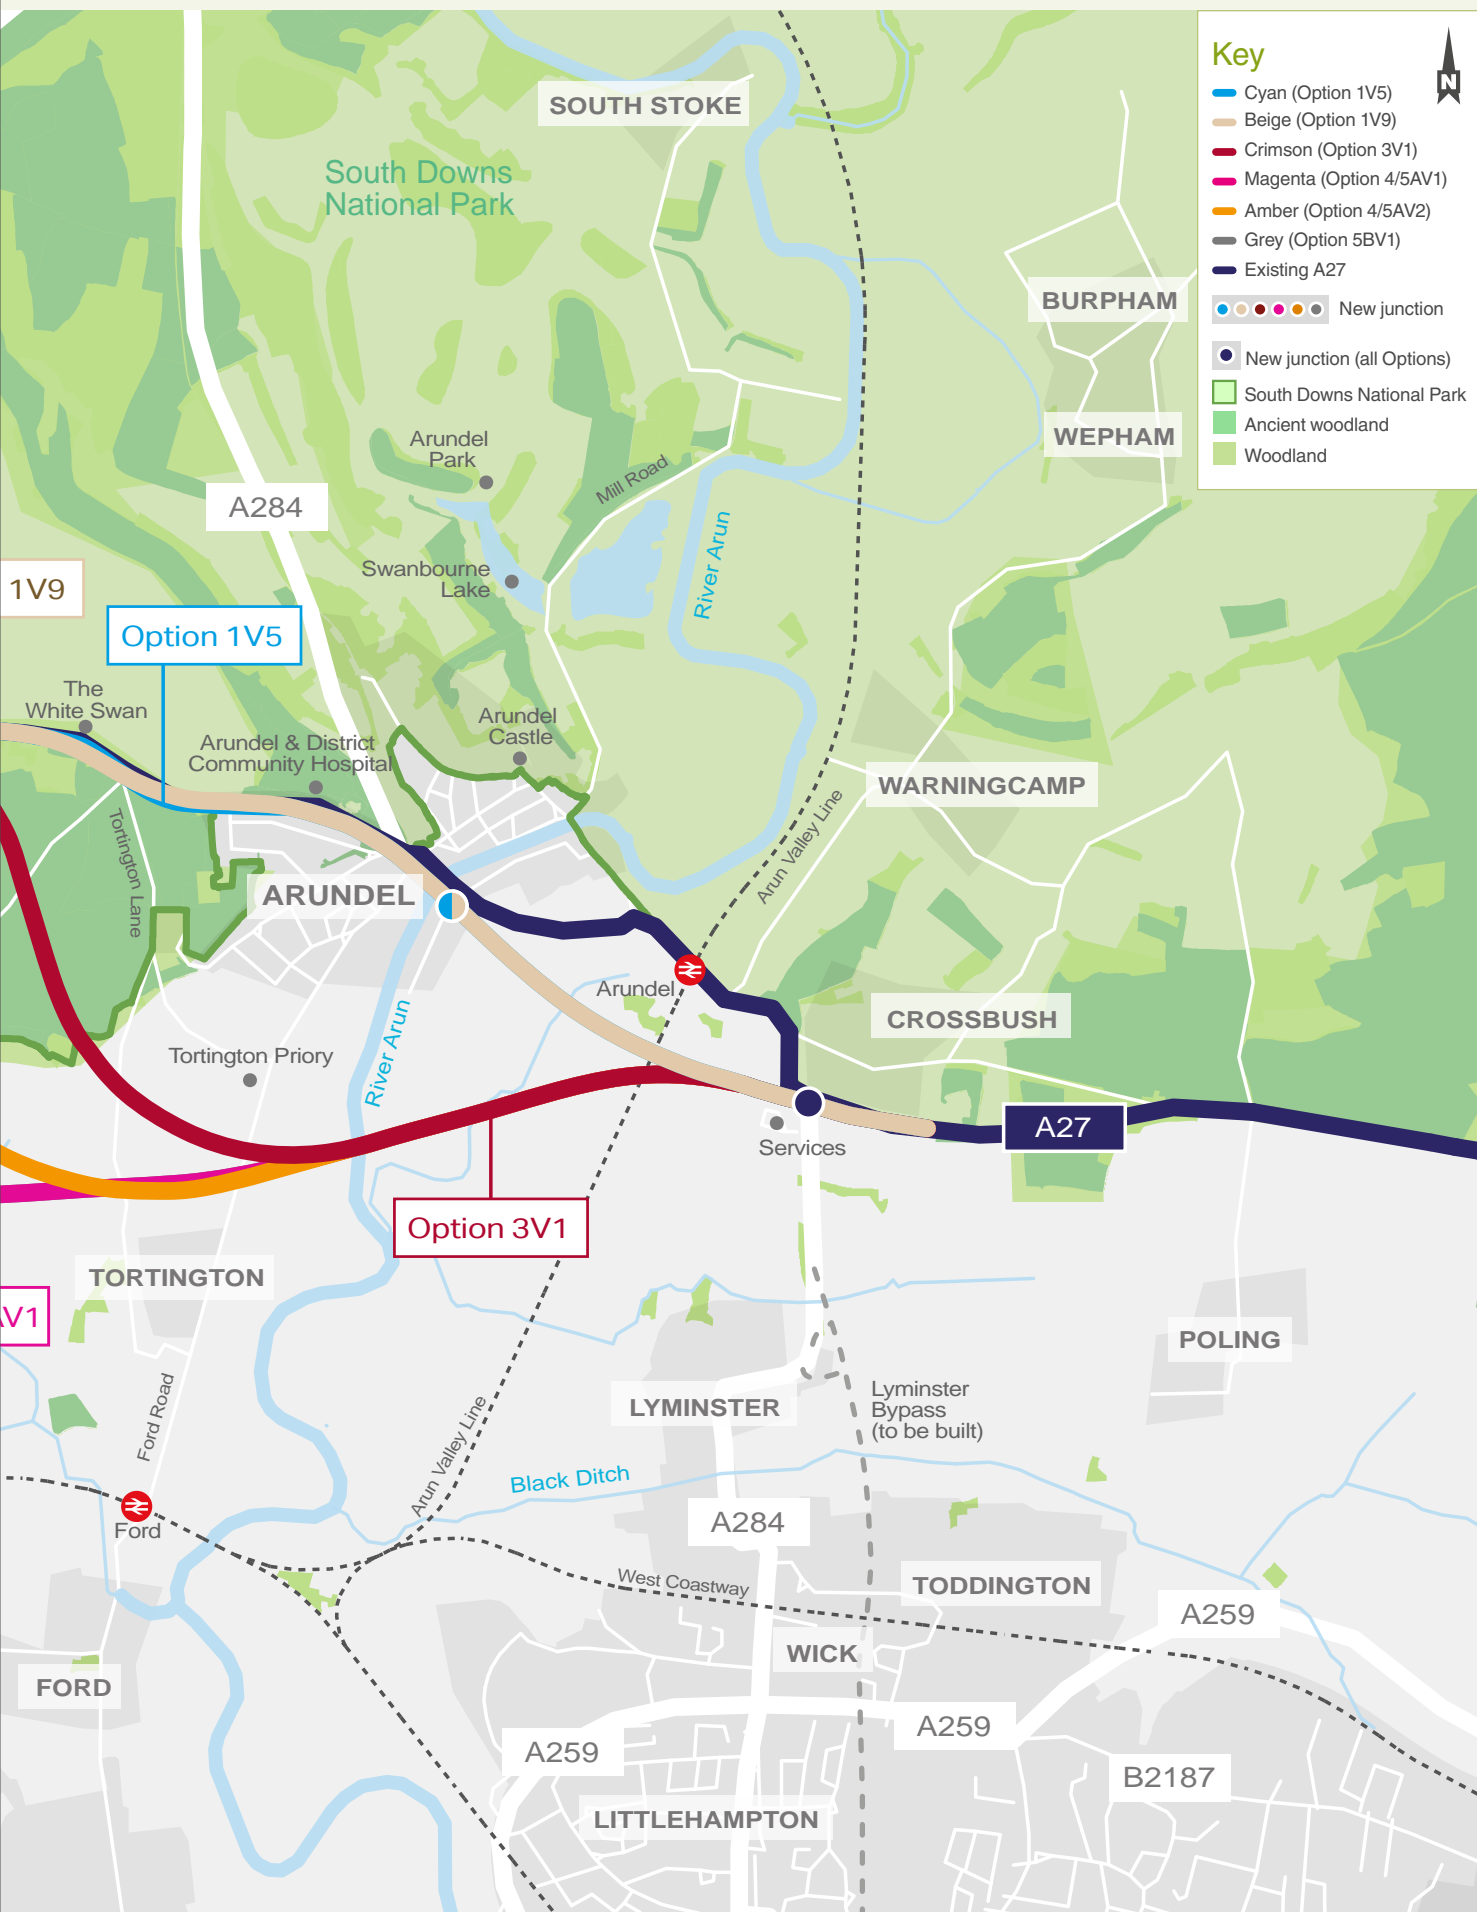 Key
N
Cyan (Option 1V5)
Beige (Option 1V9)
Crimson (Option 3V1)
Magenta (Option 4/5AV1)
Amber (Option 4/5AV2)
Grey (Option 5BV1)
Existing A27
New junction
New junction (all Options)
South Downs National Park
Ancient woodland
Woodland
SOUTH STOKE
South Downs
National Park
BURPHAM
WEPHAM
Arundel
Park
Mill Road
A284
River Arun
Swanbourne
Lake
1V9
Option 1V5
The
White Swan
Arundel
Castle
Arundel & District
Community Hospital
WARNINGCAMP
Arun Valley Line
Tortington Lane
ARUNDEL
Arundel
CROSSBUSH
River Arun
Tortington Priory
A27
Services
Option 3V1
TORTINGTON
V1
POLING
Ford Road
LYMINSTER
Lyminster
Bypass
(to be built)
Arun Valley Line
Black Ditch
A284
Ford
West Coastway
TODDINGTON
A259
WICK
FORD
A259
A259
B2187
LITTLEHAMPTON